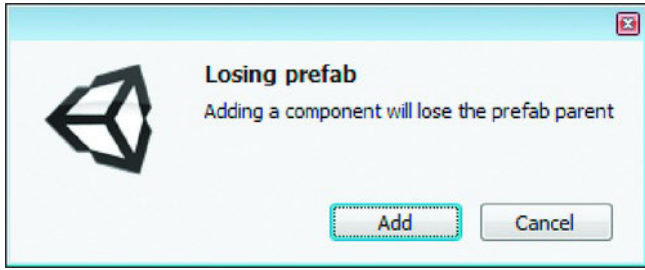 Losing prefab
Adding a component will lose the prefab parent
Add
Cancel